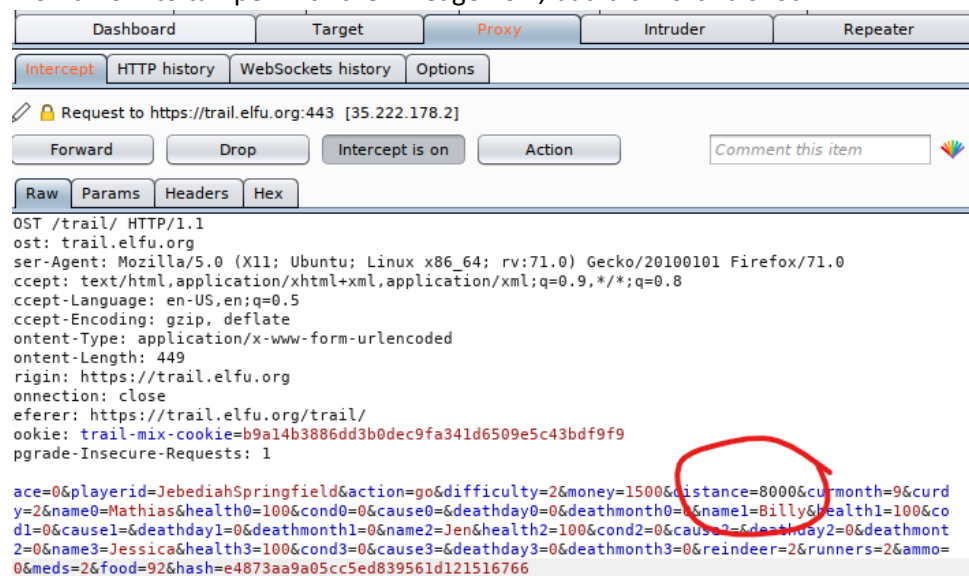 Dashboard Target Proxy Intruder Repeater
Intercept HTTP history WebSockets history Options
Request to https://trail.elfu.org:443 [35.222.178.2]
Forward Drop Intercept is on Action Comment this item
Raw Params Headers Hex
OST /trail/ HTTP/1.1
ost: trail.elfu.org
ser-Agent: Mozilla/5.0 (X11; Ubuntu; Linux x86_64; rv:71.0) Gecko/20100101 Firefox/71.0
ccept: text/html,application/xhtml+xml,application/xml;q=0.9,*/*;q=0.8
ccept-Language: en-US,en;q=0.5
ccept-Encoding: gzip, deflate
ontent-Type: application/x-www-form-urlencoded
ontent-Length: 449
rigin: https://trail.elfu.org
onnection: close
eferer: https://trail.elfu.org/trail/
ookie: trail-mix-cookie=b9a14b3886dd3b0dec9fa341d6509e5c43bdf9f9
pgrade-Insecure-Requests: 1
ace=0&playerid=JebediahSpringfield&action=go&difficulty=2&money=1500&distance=8000&curmonth=9&curd
y=2&name0=Mathias&health0=100&cond0=0&cause0=&deathday0=0&deathmonth0=0&name1=Billy&health1=100&co
d1=0&cause1=&deathday1=0&deathmonth1=0&name2=Jen&health2=100&cond2=0&cause2=&deathday2=0&deathmont
2=0&name3=Jessica&health3=100&cond3=0&cause3=&deathday3=0&deathmonth3=0&reindeer=2&runners=2&ammo=
0&meds=2&food=92&hash=e4873aa9a05cc5ed839561d121516766